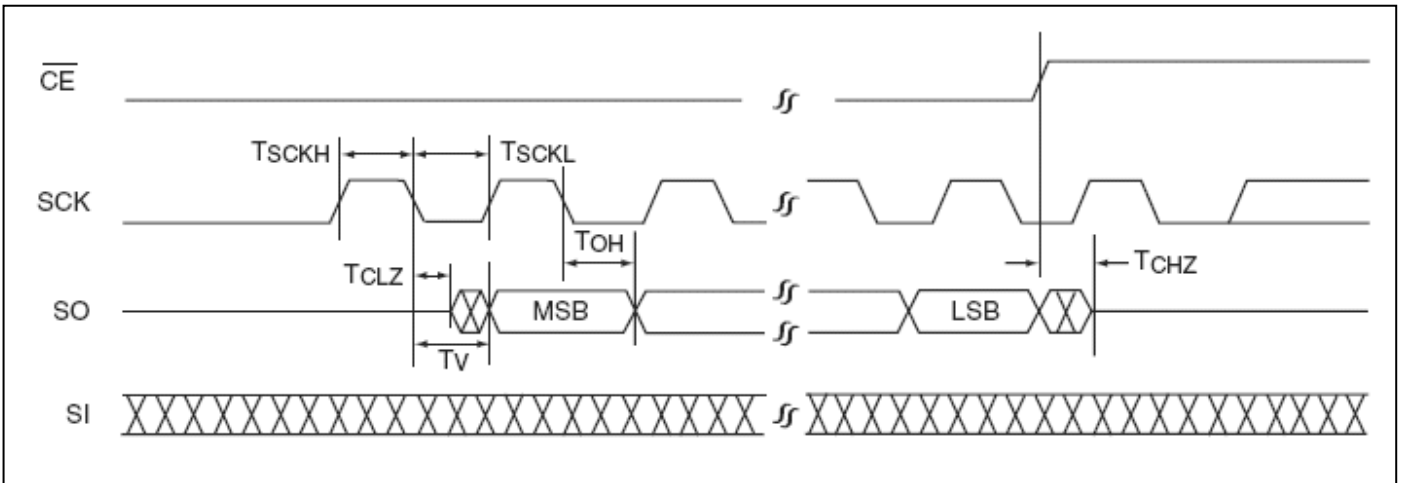 CE
TSCKH
TSCKL
SCK
TOH
TCLZ
TCHZ
SO
MSB
LSB
TV
SI